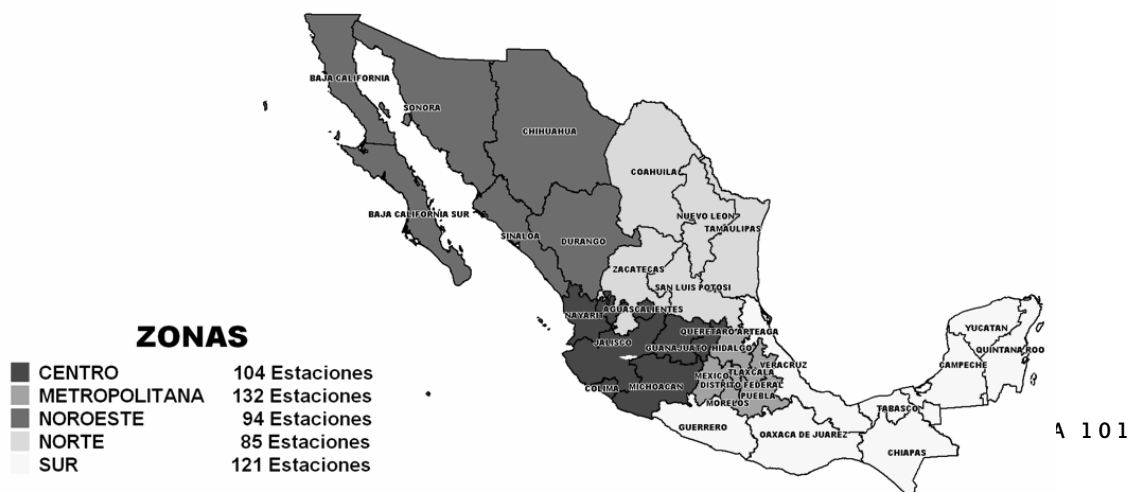 BAJA CALIFORNIA
SONORA
CHIHUAHUA
COAHUILA
BAJA CALIFORNIA SUR
SINALOA
DURANGO
NUEVO LEON
TAMAULIPAS
ZACATECAS
SAN LUIS POTOSI
NAYARIT
AGUASCALIENTES
JALISCO
QUERETARO ARTEAGA
GUANAJUATO HIDALGO
COLIMA
MICHOACAN
MEXICO
TLAXCALA
VERACRUZ
DISTRITO FEDERAL
MORELOS
PUEBLA
GUERRERO
OAXACA DE JUAREZ
TABASCO
CHIAPAS
CAMPECHE
YUCATAN
QUINTANA ROO
ZONAS
CENTRO 104 Estaciones
METROPOLITANA 132 Estaciones
NOROESTE 94 Estaciones
NORTE 85 Estaciones
SUR 121 Estaciones
A 101